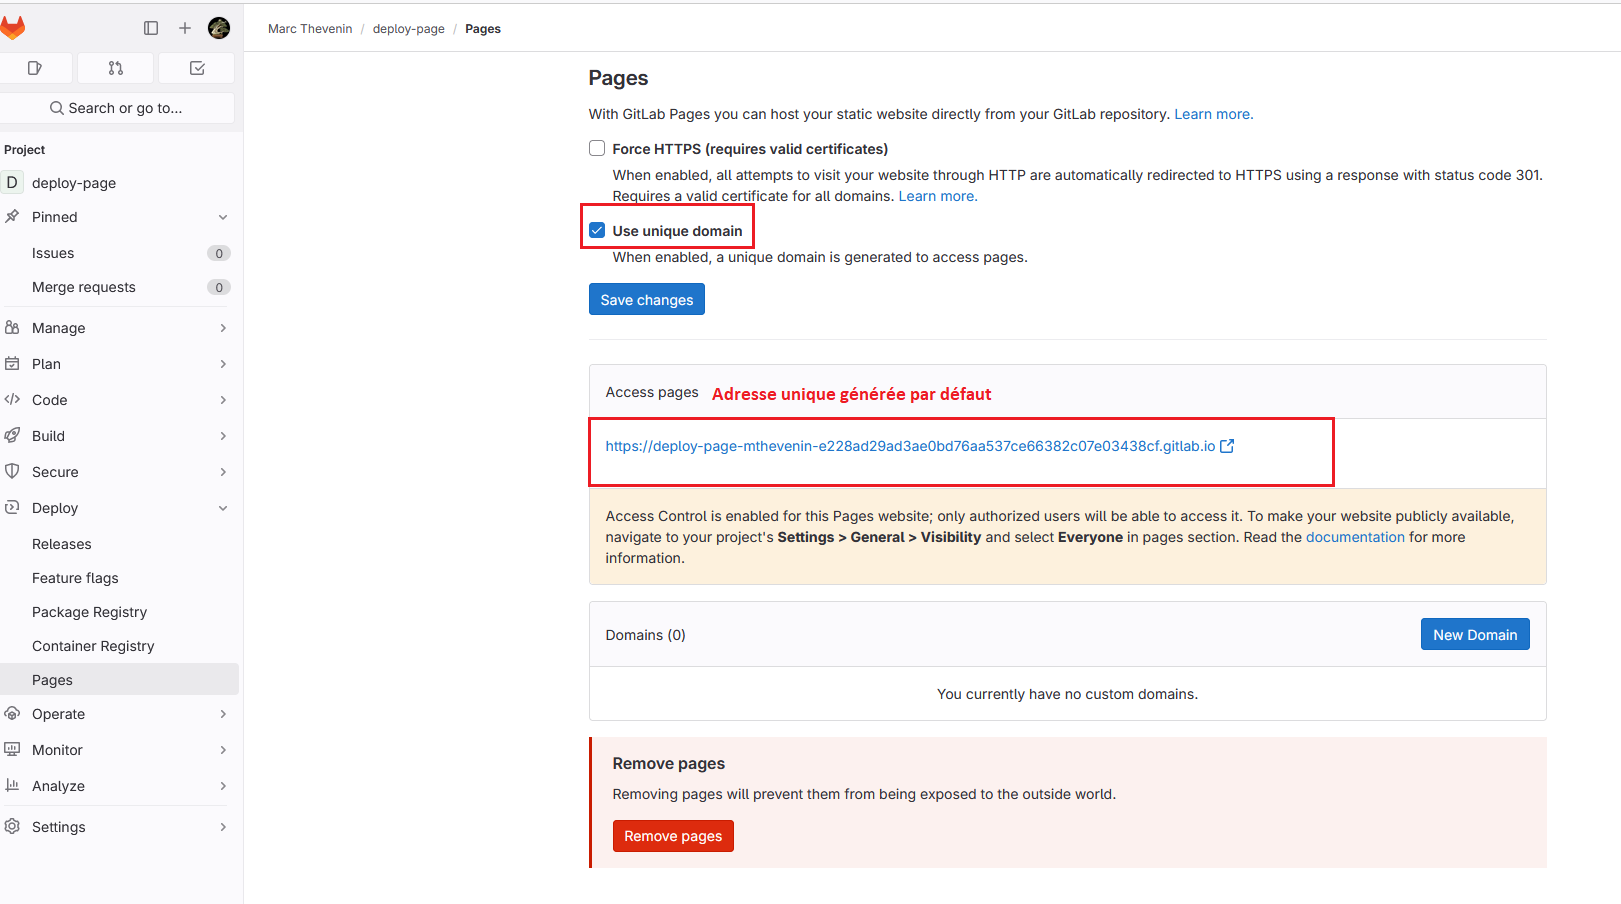 Marc Thevenin / deploy-page / Pages
Search or go to...
Project
D deploy-page
Pinned
Issues 0
Merge requests 0
Manage
Plan
Code
Build
Secure
Deploy
Releases
Feature flags
Package Registry
Container Registry
Pages
Operate
Monitor
Analyze
Settings
Pages
With GitLab Pages you can host your static website directly from your GitLab repository. Learn more.
Force HTTPS (requires valid certificates)
When enabled, all attempts to visit your website through HTTP are automatically redirected to HTTPS using a response with status code 301.
Requires a valid certificate for all domains. Learn more.
Use unique domain
When enabled, a unique domain is generated to access pages.
Save changes
Access pages Adresse unique générée par défaut
https://deploy-page-mthevenin-e228ad29ad3ae0bd76aa537ce66382c07e03438cf.gitlab.io
Access Control is enabled for this Pages website; only authorized users will be able to access it. To make your website publicly available,
navigate to your project's Settings > General > Visibility and select Everyone in pages section. Read the documentation for more
information.
Domains (0) New Domain
You currently have no custom domains.
Remove pages
Removing pages will prevent them from being exposed to the outside world.
Remove pages